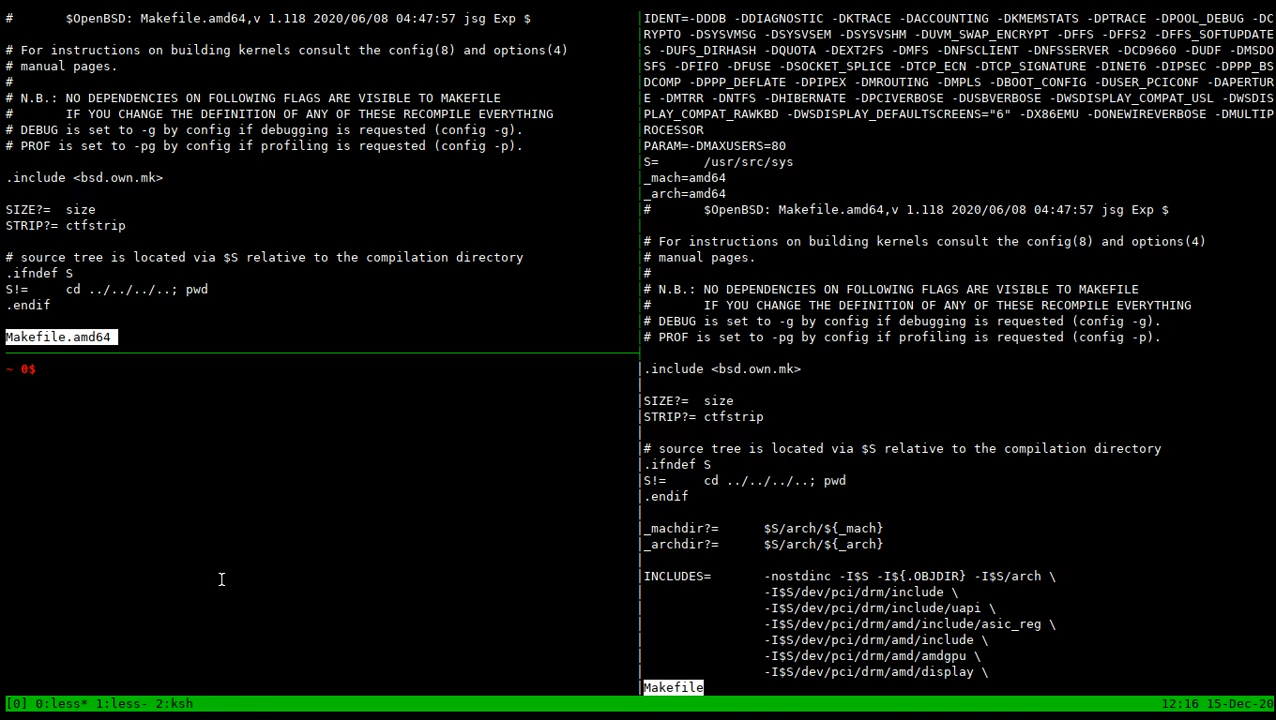 #       $OpenBSD: Makefile.amd64,v 1.118 2020/06/08 04:47:57 jsg Exp $
# For instructions on building kernels consult the config(8) and options(4)
# manual pages.
#
# N.B.: NO DEPENDENCIES ON FOLLOWING FLAGS ARE VISIBLE TO MAKEFILE
#       IF YOU CHANGE THE DEFINITION OF ANY OF THESE RECOMPILE EVERYTHING
# DEBUG is set to -g by config if debugging is requested (config -g).
# PROF is set to -pg by config if profiling is requested (config -p).
.include <bsd.own.mk>
SIZE?=  size
STRIP?= ctfstrip
# source tree is located via $S relative to the compilation directory
.ifndef S
S!=     cd ../../../..; pwd
.endif
Makefile.amd64
~ 0$
IDENT=-DDDB -DDIAGNOSTIC -DKTRACE -DACCOUNTING -DKMEMSTATS -DPTRACE -DPOOL_DEBUG -DC
RYPTO -DSYSVMSG -DSYSVSEM -DSYSVSHM -DUVM_SWAP_ENCRYPT -DFFS -DFFS2 -DFFS_SOFTUPDATE
S -DUFS_DIRHASH -DQUOTA -DEXT2FS -DMFS -DNFSCLIENT -DNFSSERVER -DCD9660 -DUDF -DMSDO
SFS -DFIFO -DFUSE -DSOCKET_SPLICE -DTCP_ECN -DTCP_SIGNATURE -DINET6 -DIPSEC -DPPP_BS
DCOMP -DPPP_DEFLATE -DPIPEX -DMROUTING -DMPLS -DBOOT_CONFIG -DUSER_PCICONF -DAPERTUR
E -DMTRR -DNTFS -DHIBERNATE -DPCIVERBOSE -DUSBVERBOSE -DWSDISPLAY_COMPAT_USL -DWSDIS
PLAY_COMPAT_RAWKBD -DWSDISPLAY_DEFAULTSCREENS="6" -DX86EMU -DONEWIREVERBOSE -DMULTIP
ROCESSOR
PARAM=-DMAXUSERS=80
S=      /usr/src/sys
_mach=amd64
_arch=amd64
#       $OpenBSD: Makefile.amd64,v 1.118 2020/06/08 04:47:57 jsg Exp $
# For instructions on building kernels consult the config(8) and options(4)
# manual pages.
#
# N.B.: NO DEPENDENCIES ON FOLLOWING FLAGS ARE VISIBLE TO MAKEFILE
#       IF YOU CHANGE THE DEFINITION OF ANY OF THESE RECOMPILE EVERYTHING
# DEBUG is set to -g by config if debugging is requested (config -g).
# PROF is set to -pg by config if profiling is requested (config -p).
.include <bsd.own.mk>
SIZE?=  size
STRIP?= ctfstrip
# source tree is located via $S relative to the compilation directory
.ifndef S
S!=     cd ../../../..; pwd
.endif
_machdir?=      $S/arch/${_mach}
_archdir?=      $S/arch/${_arch}
INCLUDES=       -nostdinc -I$S -I${.OBJDIR} -I$S/arch \
                -I$S/dev/pci/drm/include \
                -I$S/dev/pci/drm/include/uapi \
                -I$S/dev/pci/drm/amd/include/asic_reg \
                -I$S/dev/pci/drm/amd/include \
                -I$S/dev/pci/drm/amd/amdgpu \
                -I$S/dev/pci/drm/amd/display \
Makefile
[0] 0:less* 1:less- 2:ksh 12:16 15-Dec-20